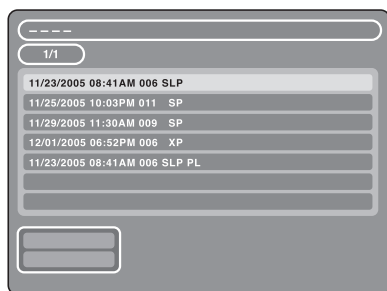 – – – –
1/1
11/23/2005 08:41AM 006 SLP
11/25/2005 10:03PM 011 SP
11/29/2005 11:30AM 009 SP
12/01/2005 06:52PM 006 XP
11/23/2005 08:41AM 006 SLP PL